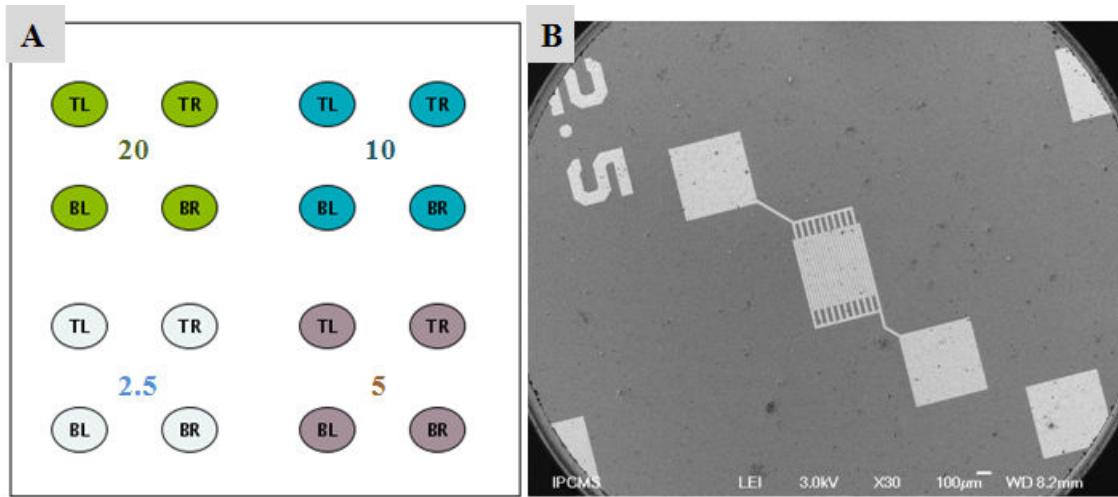 A
TL TR TL TR
20 10
BL BR BL BR
TL TR TL TR
2.5 5
BL BR BL BR
B
2.5
IPCMS LEI 3.0kV X30 100μm WD 8.2mm